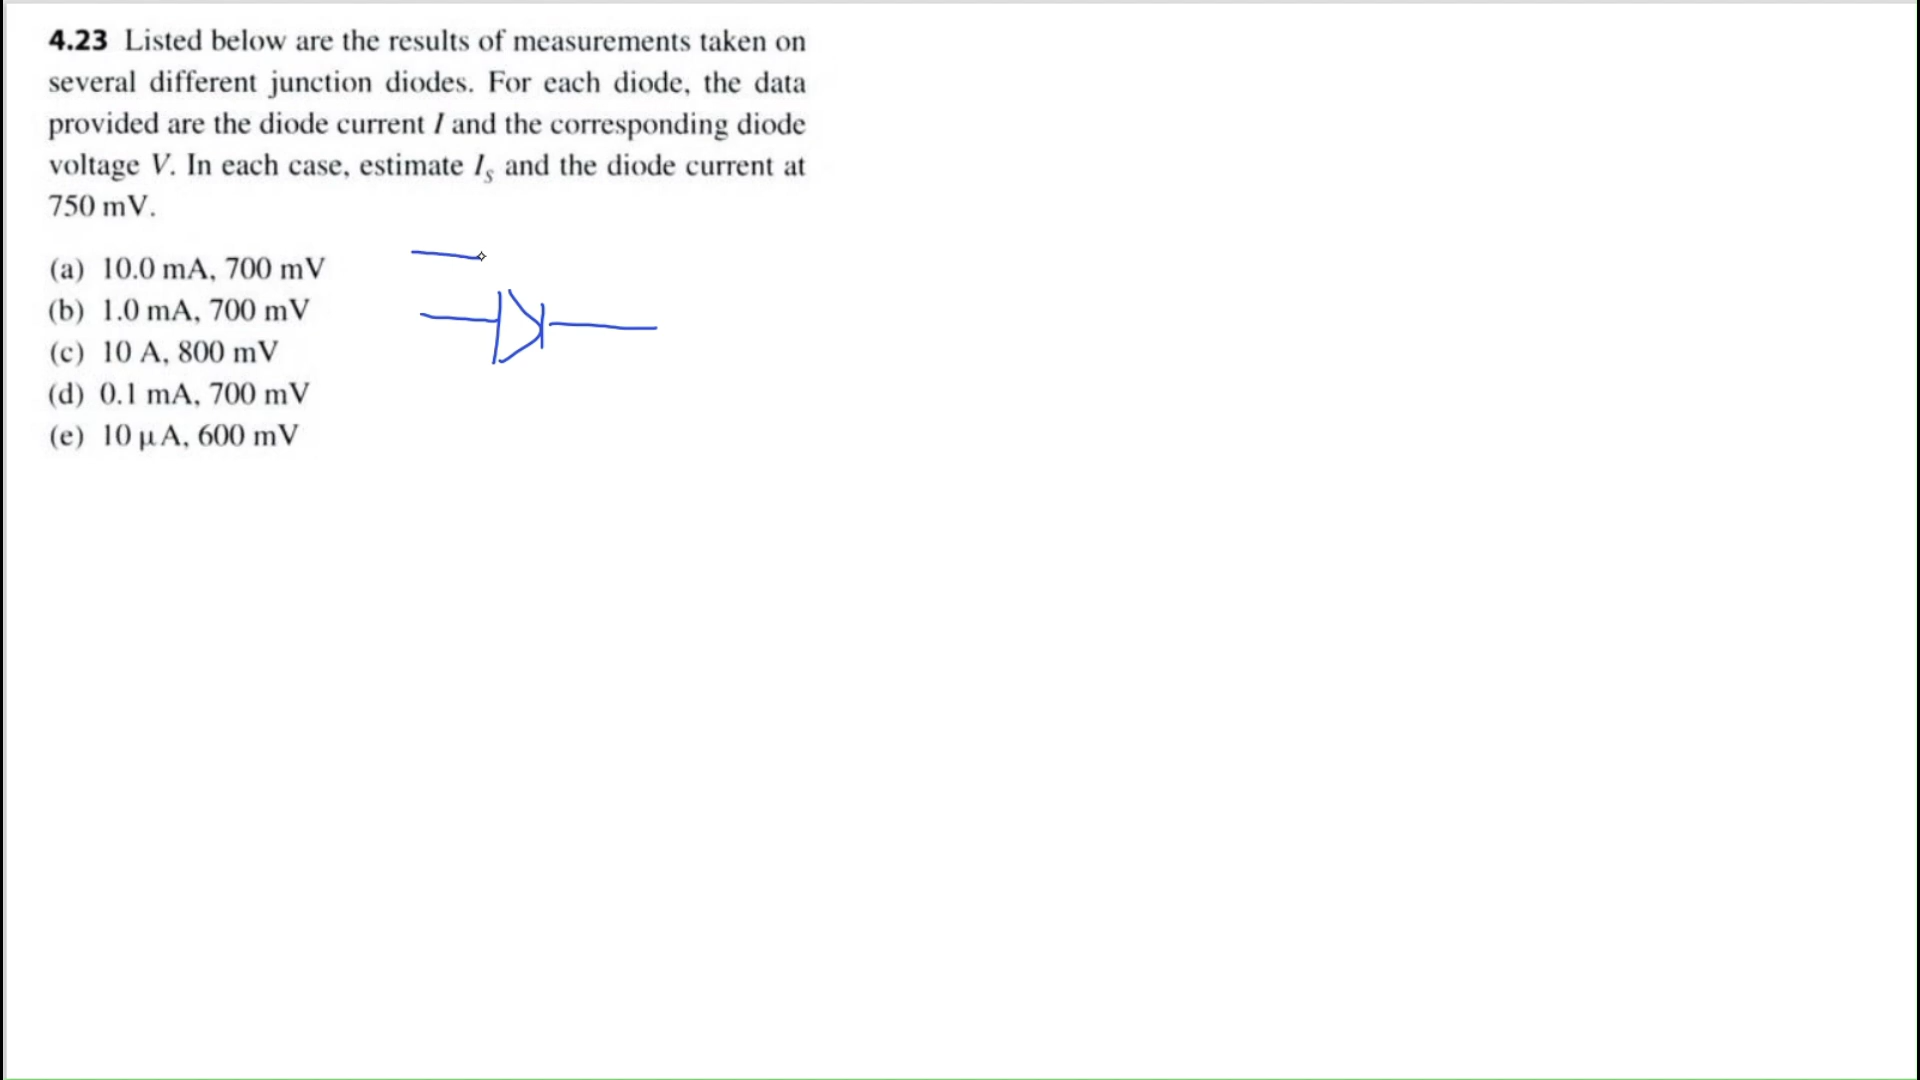 4.23 Listed below are the results of measurements taken on
several different junction diodes. For each diode, the data
provided are the diode current I and the corresponding diode
voltage V. In each case, estimate Is and the diode current at
750 mV.
(a) 10.0 mA, 700 mV
(b) 1.0 mA, 700 mV
(c) 10 A, 800 mV
(d) 0.1 mA, 700 mV
(e) 10 μA, 600 mV